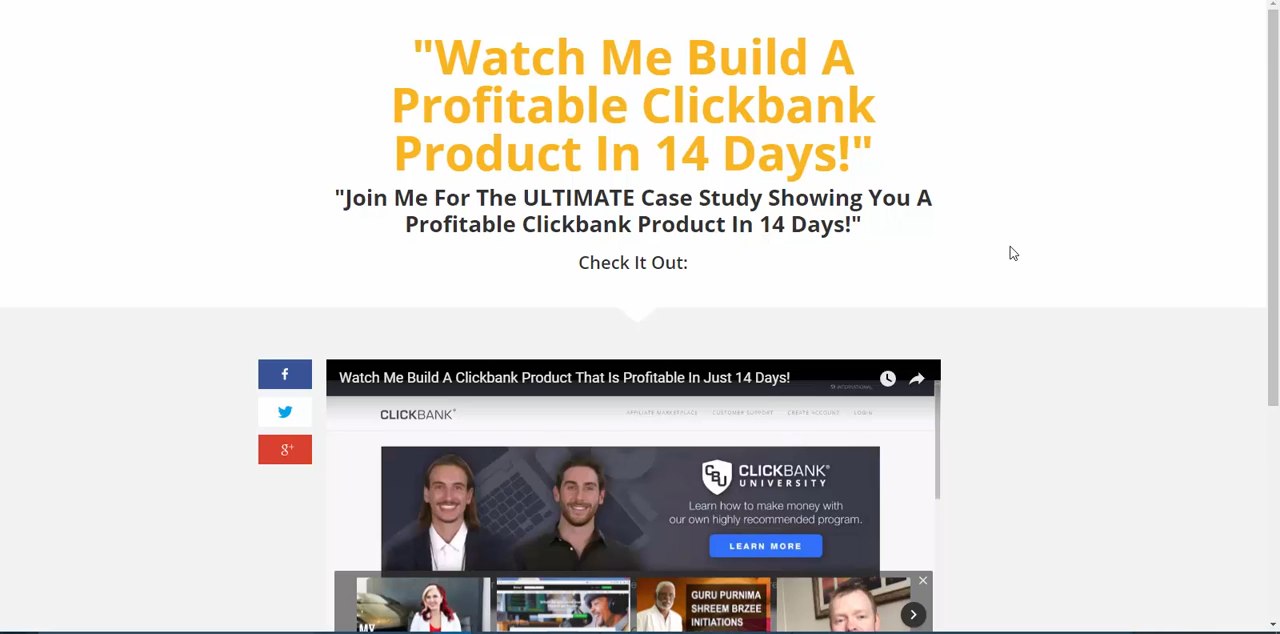 "Watch Me Build A
Profitable Clickbank
Product In 14 Days!"
"Join Me For The ULTIMATE Case Study Showing You A
Profitable Clickbank Product In 14 Days!"
Check It Out:
f
g+
Watch Me Build A Clickbank Product That Is Profitable In Just 14 Days!
INTERNATIONAL
CLICKBANK®
AFFILIATE MARKETPLACE CUSTOMER SUPPORT CREATE ACCOUNT LOGIN
CBU
CLICKBANK®
UNIVERSITY
Learn how to make money with
our own highly recommended program.
LEARN MORE
MY
GURU PURNIMA
SHREEM BRZEE
INITIATIONS